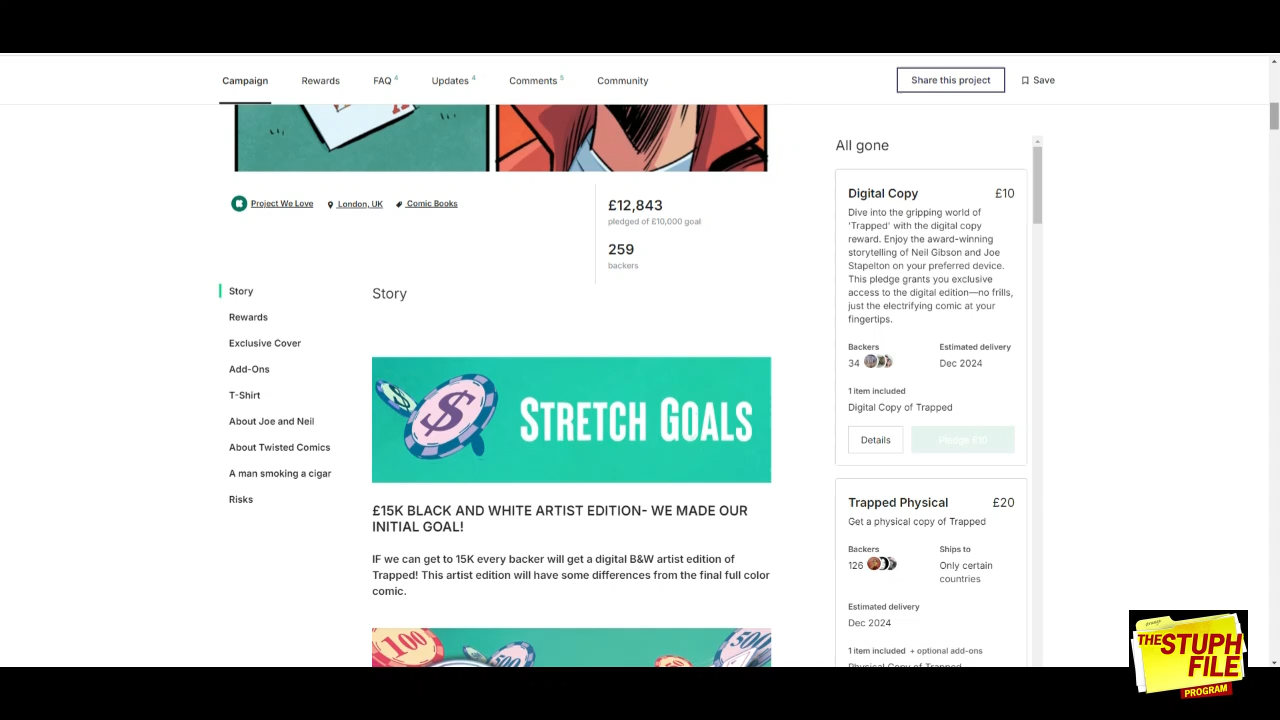 Campaign
Rewards
FAQ 4
Updates 4
Comments 5
Community
Share this project
Save
Project We Love
London, UK
Comic Books
£12,843
pledged of £10,000 goal
259
backers
Story
Rewards
Exclusive Cover
Add-Ons
T-Shirt
About Joe and Neil
About Twisted Comics
A man smoking a cigar
Risks
Story
$
STRETCH GOALS
£15K BLACK AND WHITE ARTIST EDITION- WE MADE OUR
INITIAL GOAL!
IF we can get to 15K every backer will get a digital B&W artist edition of
Trapped! This artist edition will have some differences from the final full color
comic.
100
500
500
All gone
Digital Copy £10
Dive into the gripping world of
'Trapped' with the digital copy
reward. Enjoy the award-winning
storytelling of Neil Gibson and Joe
Stapelton on your preferred device.
This pledge grants you exclusive
access to the digital edition—no frills,
just the electrifying comic at your
fingertips.
Backers
34
Estimated delivery
Dec 2024
1 item included
Digital Copy of Trapped
Details
Pledge £10
Trapped Physical £20
Get a physical copy of Trapped
Backers
126
Ships to
Only certain
countries
Estimated delivery
Dec 2024
1 item included + optional add-ons
Physical Copy of Trapped
THE STUPH
FILE
PROGRAM